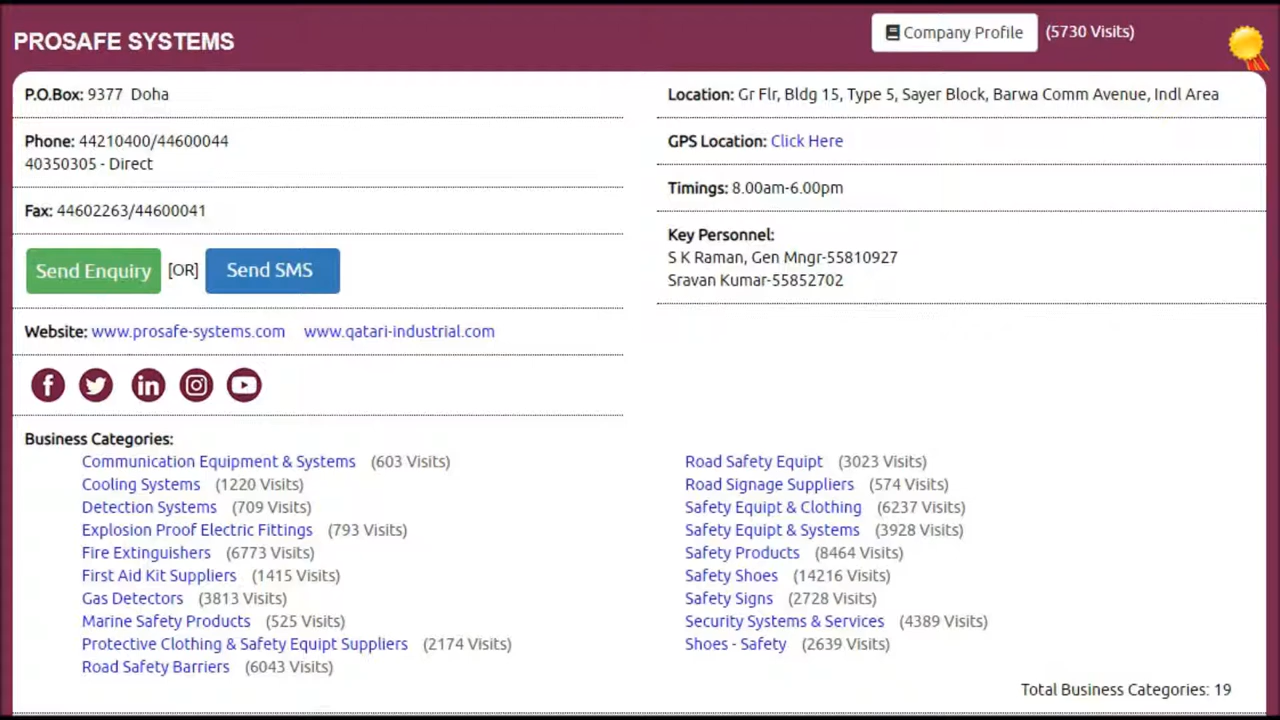 PROSAFE SYSTEMS
Company Profile (5730 Visits)
P.O.Box: 9377 Doha
Phone: 44210400/44600044
40350305 - Direct
Fax: 44602263/44600041
Send Enquiry [OR] Send SMS
Website: www.prosafe-systems.com www.qatari-industrial.com
Location: Gr Flr, Bldg 15, Type 5, Sayer Block, Barwa Comm Avenue, Indl Area
GPS Location: Click Here
Timings: 8.00am-6.00pm
Key Personnel:
S K Raman, Gen Mngr-55810927
Sravan Kumar-55852702
Business Categories:
Communication Equipment & Systems (603 Visits)
Cooling Systems (1220 Visits)
Detection Systems (709 Visits)
Explosion Proof Electric Fittings (793 Visits)
Fire Extinguishers (6773 Visits)
First Aid Kit Suppliers (1415 Visits)
Gas Detectors (3813 Visits)
Marine Safety Products (525 Visits)
Protective Clothing & Safety Equipt Suppliers (2174 Visits)
Road Safety Barriers (6043 Visits)
Road Safety Equipt (3023 Visits)
Road Signage Suppliers (574 Visits)
Safety Equipt & Clothing (6237 Visits)
Safety Equipt & Systems (3928 Visits)
Safety Products (8464 Visits)
Safety Shoes (14216 Visits)
Safety Signs (2728 Visits)
Security Systems & Services (4389 Visits)
Shoes - Safety (2639 Visits)
Total Business Categories: 19